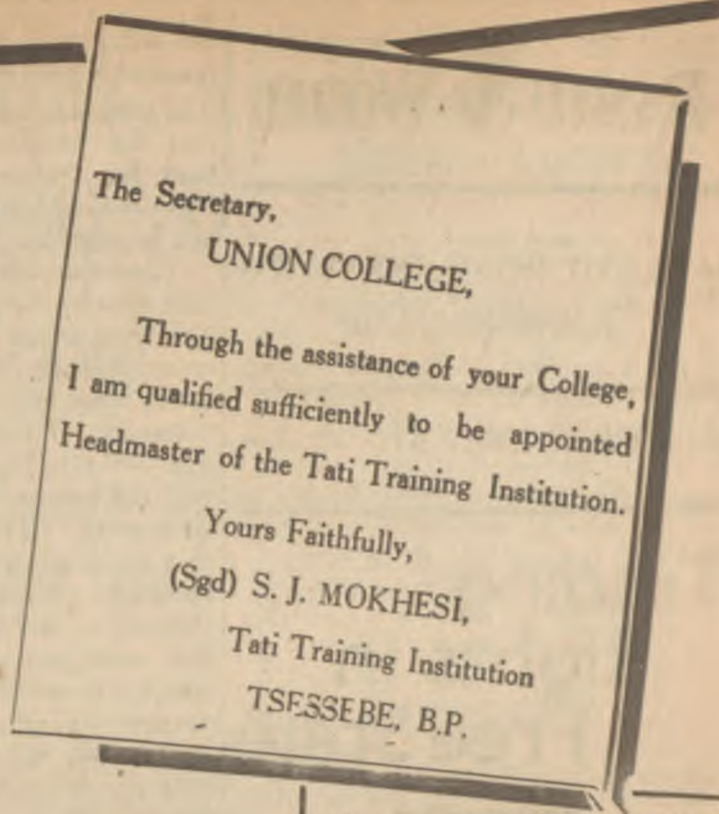 The Secretary,
UNION COLLEGE,
Through the assistance of your College,
I am qualified sufficiently to be appointed
Headmaster of the Tati Training Institution.
Yours Faithfully,
(Sgd) S. J. MOKHESI,
Tati Training Institution
TSESSEBE, B.P.